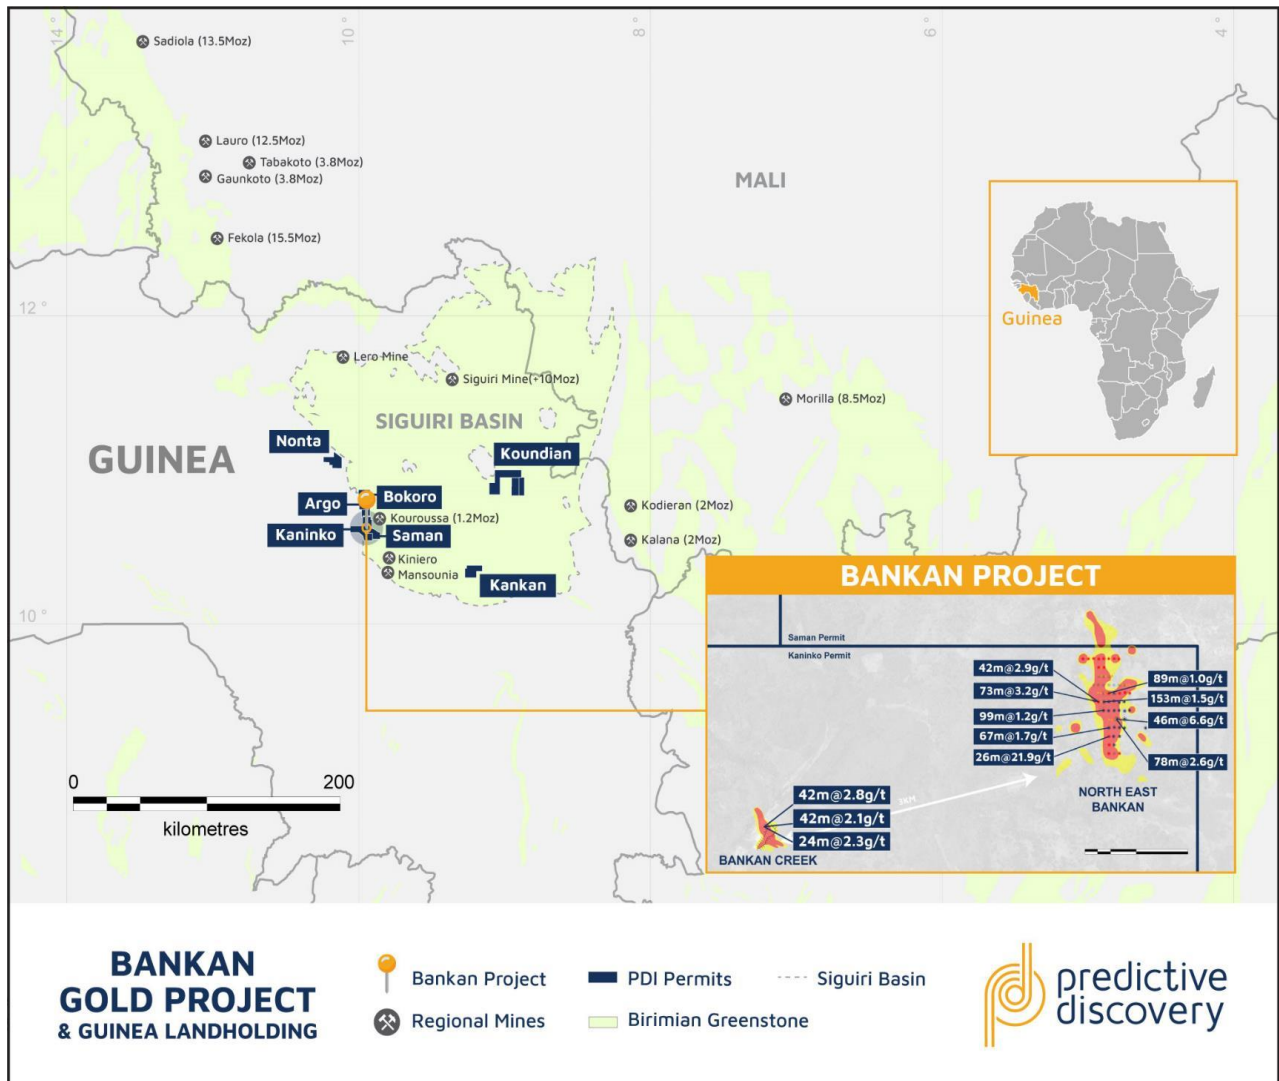 14°
10°
8°
6°
4°
Sadiola (13.5Moz)
Lauro (12.5Moz)
Tabakoto (3.8Moz)
Gaunkoto (3.8Moz)
MALI
Fekola (15.5Moz)
Guinea
12°
Lero Mine
Siguiri Mine(+10Moz)
Morilla (8.5Moz)
SIGUIRI BASIN
GUINEA
Nonta
Koundian
Argo
Bokoro
Kouroussa (1.2Moz)
Kodieran (2Moz)
Kaninko
Saman
Kalana (2Moz)
Kiniero
Mansounia
Kankan
10°
BANKAN PROJECT
Saman Permit
Kaninko Permit
42m@2.9g/t
89m@1.0g/t
73m@3.2g/t
153m@1.5g/t
99m@1.2g/t
46m@6.6g/t
67m@1.7g/t
26m@21.9g/t
78m@2.6g/t
NORTH EAST
BANKAN
3KM
42m@2.8g/t
42m@2.1g/t
24m@2.3g/t
BANKAN CREEK
0 200
kilometres
BANKAN
GOLD PROJECT
& GUINEA LANDHOLDING
Bankan Project
PDI Permits
Siguiri Basin
Regional Mines
Birimian Greenstone
predictive
discovery